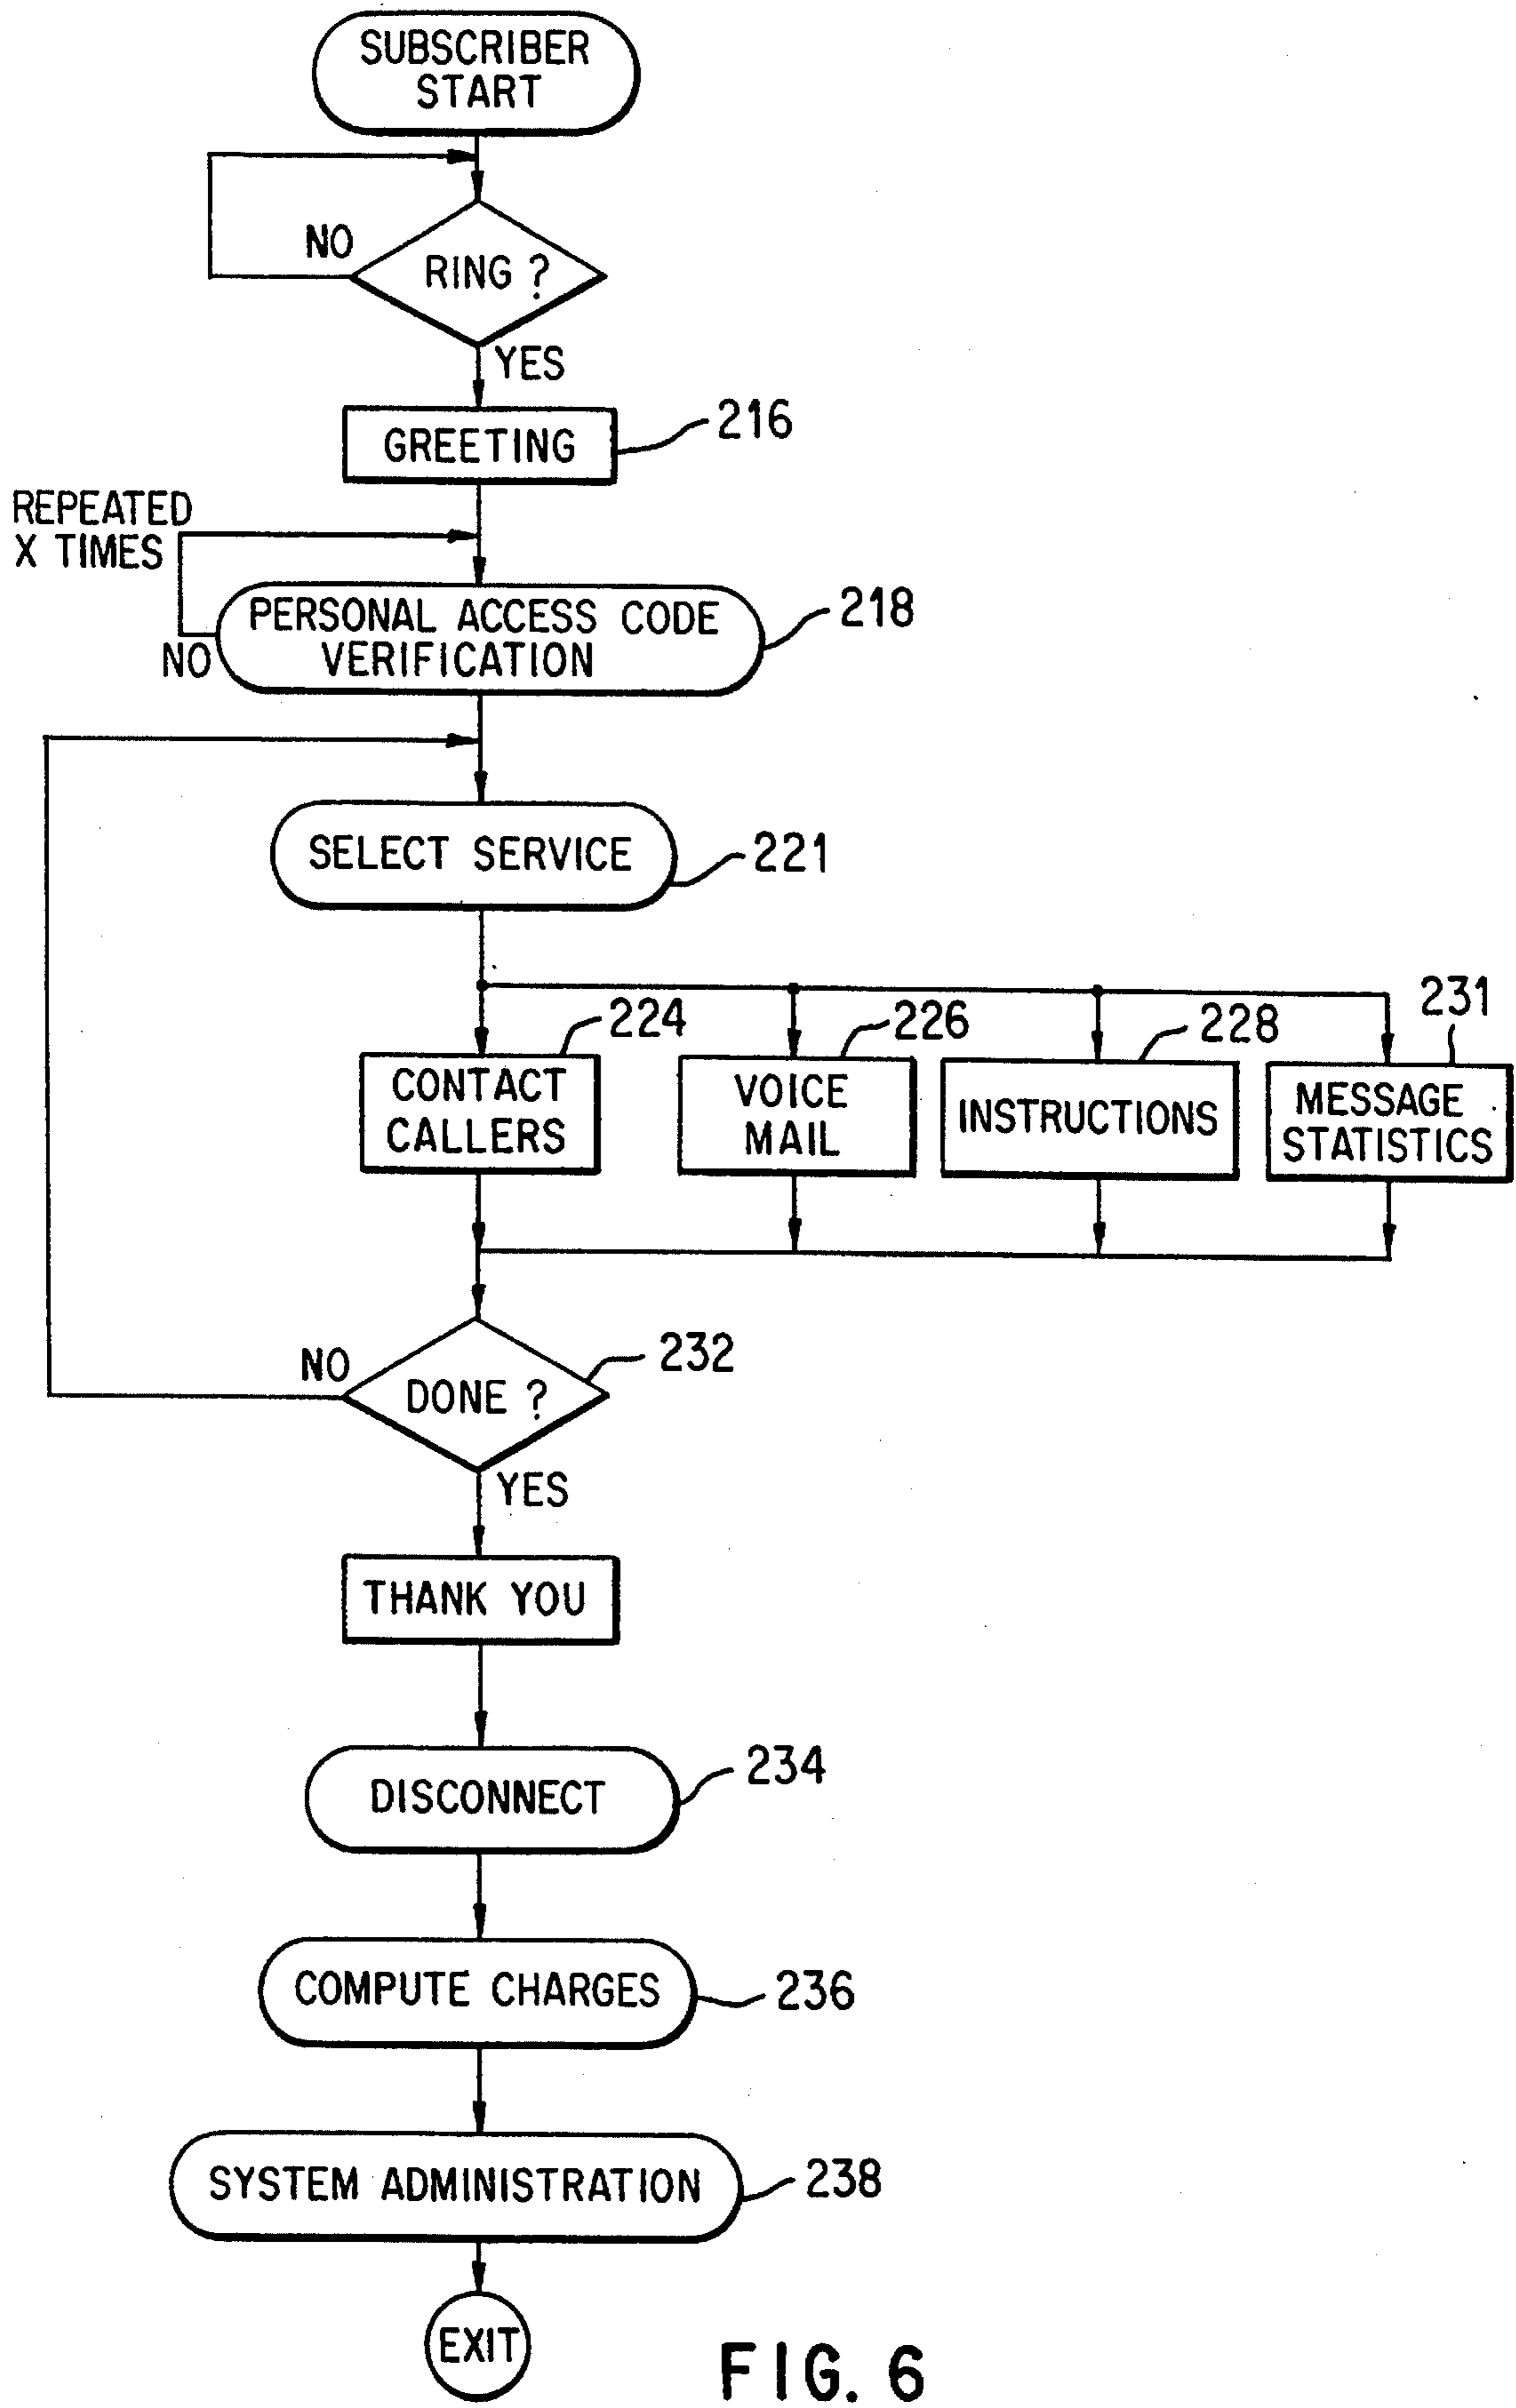 SUBSCRIBER
START
NO
RING ?
YES
GREETING
216
REPEATED
X TIMES
PERSONAL ACCESS CODE
VERIFICATION
218
NO
SELECT SERVICE
221
224
226
228
231
CONTACT
CALLERS
VOICE
MAIL
INSTRUCTIONS
MESSAGE
STATISTICS
NO
DONE ?
232
YES
THANK YOU
DISCONNECT
234
COMPUTE CHARGES
236
SYSTEM ADMINISTRATION
238
EXIT
FIG. 6